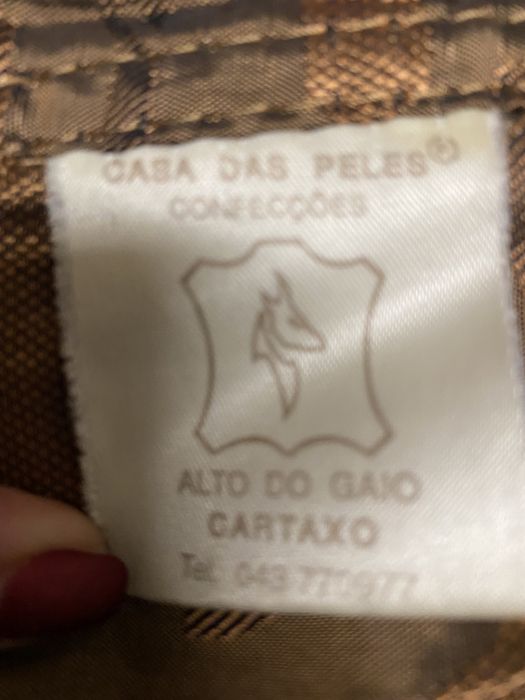 CASA DAS PELES®
CONFECÇÕES
ALTO DO GAIO
CARTAXO
Tel. 043